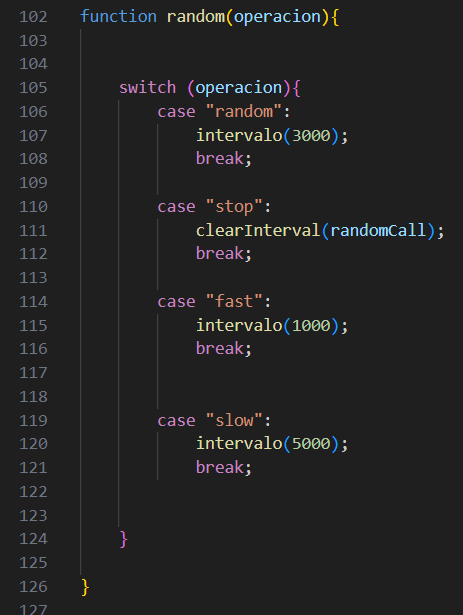 102 function random(operacion){
103
104
105 switch (operacion){
106 case "random":
107 intervalo(3000);
108 break;
109
110 case "stop":
111 clearInterval(randomCall);
112 break;
113
114 case "fast":
115 intervalo(1000);
116 break;
117
118
119 case "slow":
120 intervalo(5000);
121 break;
122
123
124 }
125
126 }
127